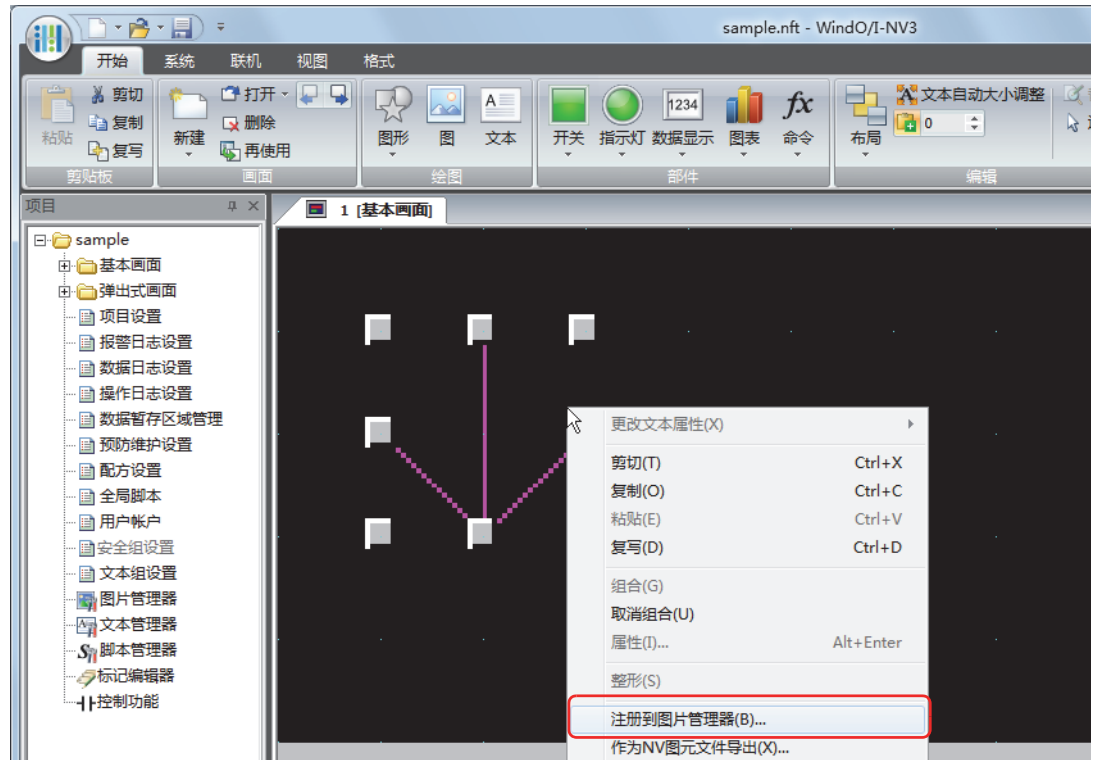 sample.nft - WindO/I-NV3
开始 系统 联机 视图 格式
粘贴 剪切 复制 复写
新建 打开 删除 再使用
图形 图 文本
开关 指示灯 1234 数据显示 图表 fx 命令
布局 文本自动大小调整 0
剪贴板 画面 绘图 部件 编辑
项目
1 [基本画面]
sample
基本画面
弹出式画面
项目设置
报警日志设置
数据日志设置
操作日志设置
数据暂存区域管理
预防维护设置
配方设置
全局脚本
用户帐户
安全组设置
文本组设置
图片管理器
文本管理器
脚本管理器
标记编辑器
控制功能
更改文本属性(X)
剪切(T) Ctrl+X
复制(O) Ctrl+C
粘贴(E) Ctrl+V
复写(D) Ctrl+D
组合(G)
取消组合(U)
属性(I)... Alt+Enter
整形(S)
注册到图片管理器(B)...
作为NV图元文件导出(X)...